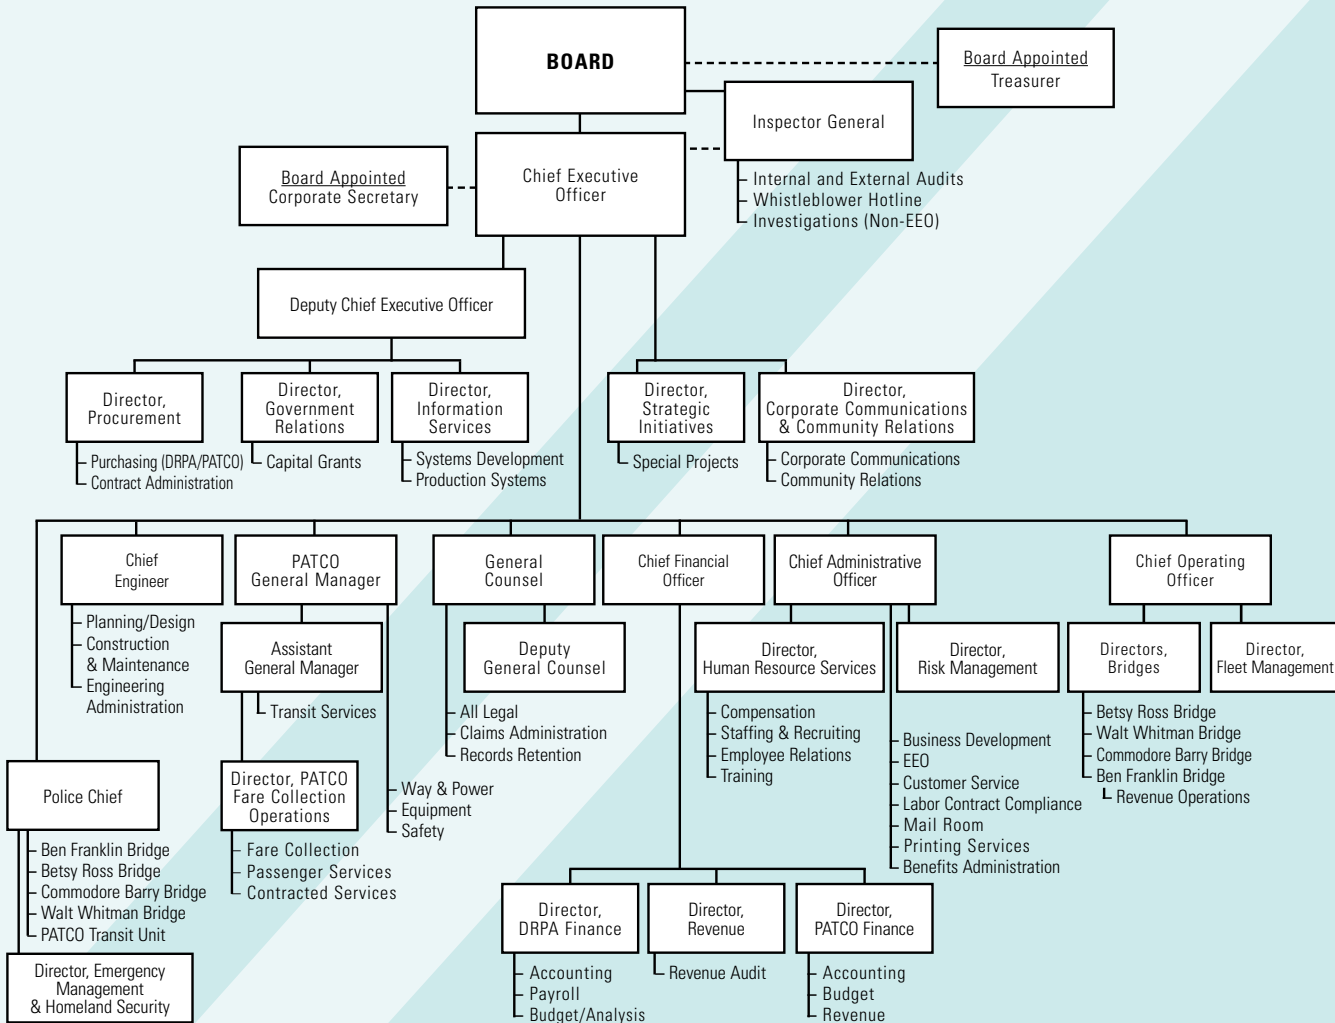 BOARD
Board Appointed
Treasurer
Inspector General
Internal and External Audits
Whistleblower Hotline
Investigations (Non-EEO)
Board Appointed
Corporate Secretary
Chief Executive
Officer
Deputy Chief Executive Officer
Director,
Procurement
Purchasing (DRPA/PATCO)
Contract Administration
Director,
Government
Relations
Capital Grants
Director,
Information
Services
Systems Development
Production Systems
Director,
Strategic
Initiatives
Special Projects
Director,
Corporate Communications
& Community Relations
Corporate Communications
Community Relations
Chief
Engineer
Planning/Design
Construction
& Maintenance
Engineering
Administration
PATCO
General Manager
Assistant
General Manager
Transit Services
Director, PATCO
Fare Collection
Operations
Fare Collection
Passenger Services
Contracted Services
Way & Power
Equipment
Safety
General
Counsel
Deputy
General Counsel
All Legal
Claims Administration
Records Retention
Chief Financial
Officer
Chief Administrative
Officer
Director,
Human Resource Services
Compensation
Staffing & Recruiting
Employee Relations
Training
Director,
Risk Management
Business Development
EEO
Customer Service
Labor Contract Compliance
Mail Room
Printing Services
Benefits Administration
Chief Operating
Officer
Directors,
Bridges
Betsy Ross Bridge
Walt Whitman Bridge
Commodore Barry Bridge
Ben Franklin Bridge
Revenue Operations
Director,
Fleet Management
Police Chief
Ben Franklin Bridge
Betsy Ross Bridge
Commodore Barry Bridge
Walt Whitman Bridge
PATCO Transit Unit
Director, Emergency
Management
& Homeland Security
Director,
DRPA Finance
Accounting
Payroll
Budget/Analysis
Director,
Revenue
Revenue Audit
Director,
PATCO Finance
Accounting
Budget
Revenue